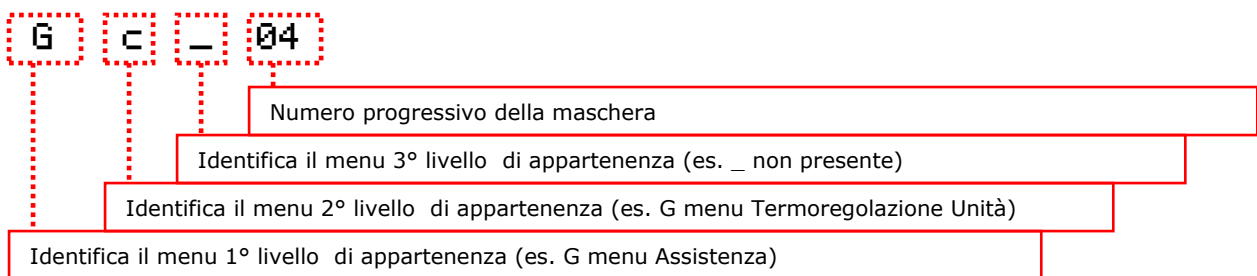 G c _ 04
Numero progressivo della maschera
Identifica il menu 3° livello di appartenenza (es. _ non presente)
Identifica il menu 2° livello di appartenenza (es. G menu Termoregolazione Unità)
Identifica il menu 1° livello di appartenenza (es. G menu Assistenza)